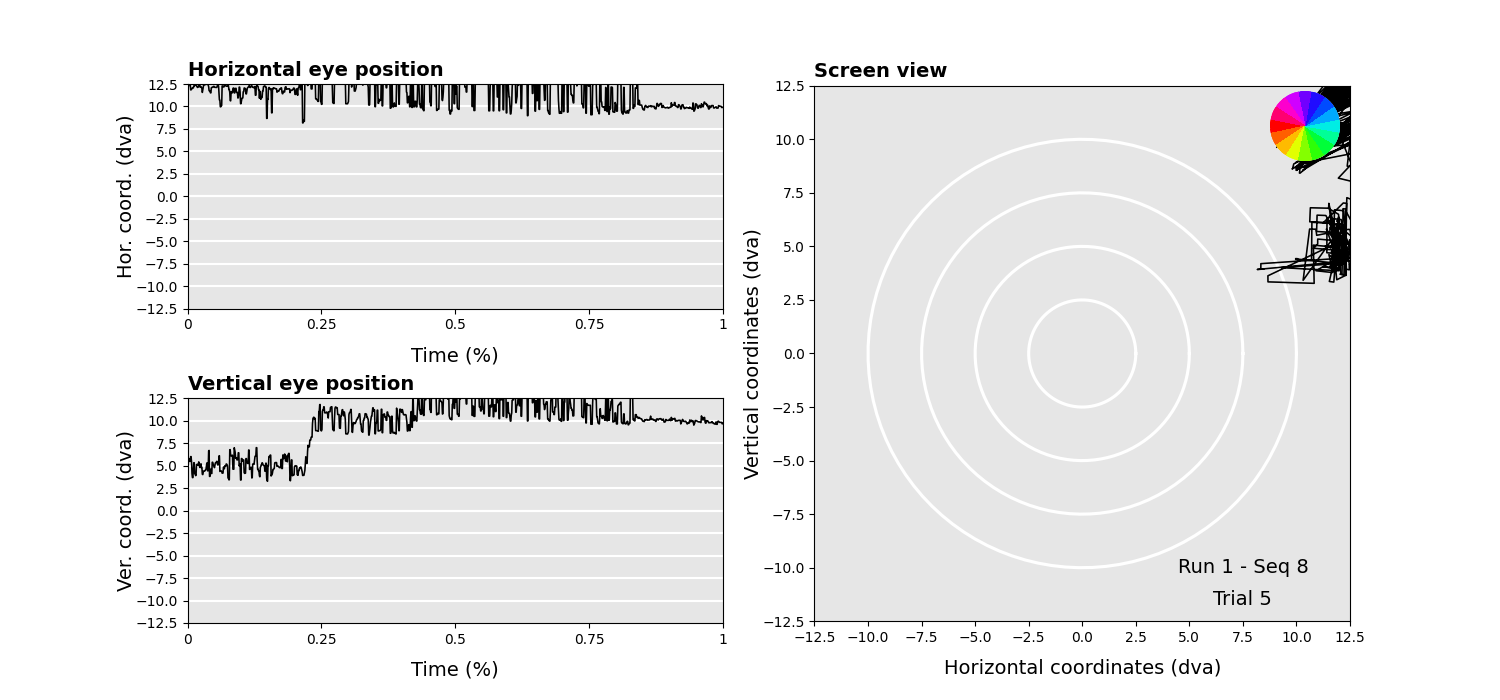 Horizontal eye position
12.5
10.0
7.5
5.0
2.5
0.0
−2.5
−5.0
−7.5
−10.0
−12.5
Hor. coord. (dva)
0 0.25 0.5 0.75 1
Time (%)
Vertical eye position
12.5
10.0
7.5
5.0
2.5
0.0
−2.5
−5.0
−7.5
−10.0
−12.5
Ver. coord. (dva)
0 0.25 0.5 0.75 1
Time (%)
Screen view
12.5
10.0
7.5
5.0
2.5
0.0
−2.5
−5.0
−7.5
−10.0
−12.5
Vertical coordinates (dva)
Run 1 - Seq 8
Trial 5
−12.5 −10.0 −7.5 −5.0 −2.5 0.0 2.5 5.0 7.5 10.0 12.5
Horizontal coordinates (dva)